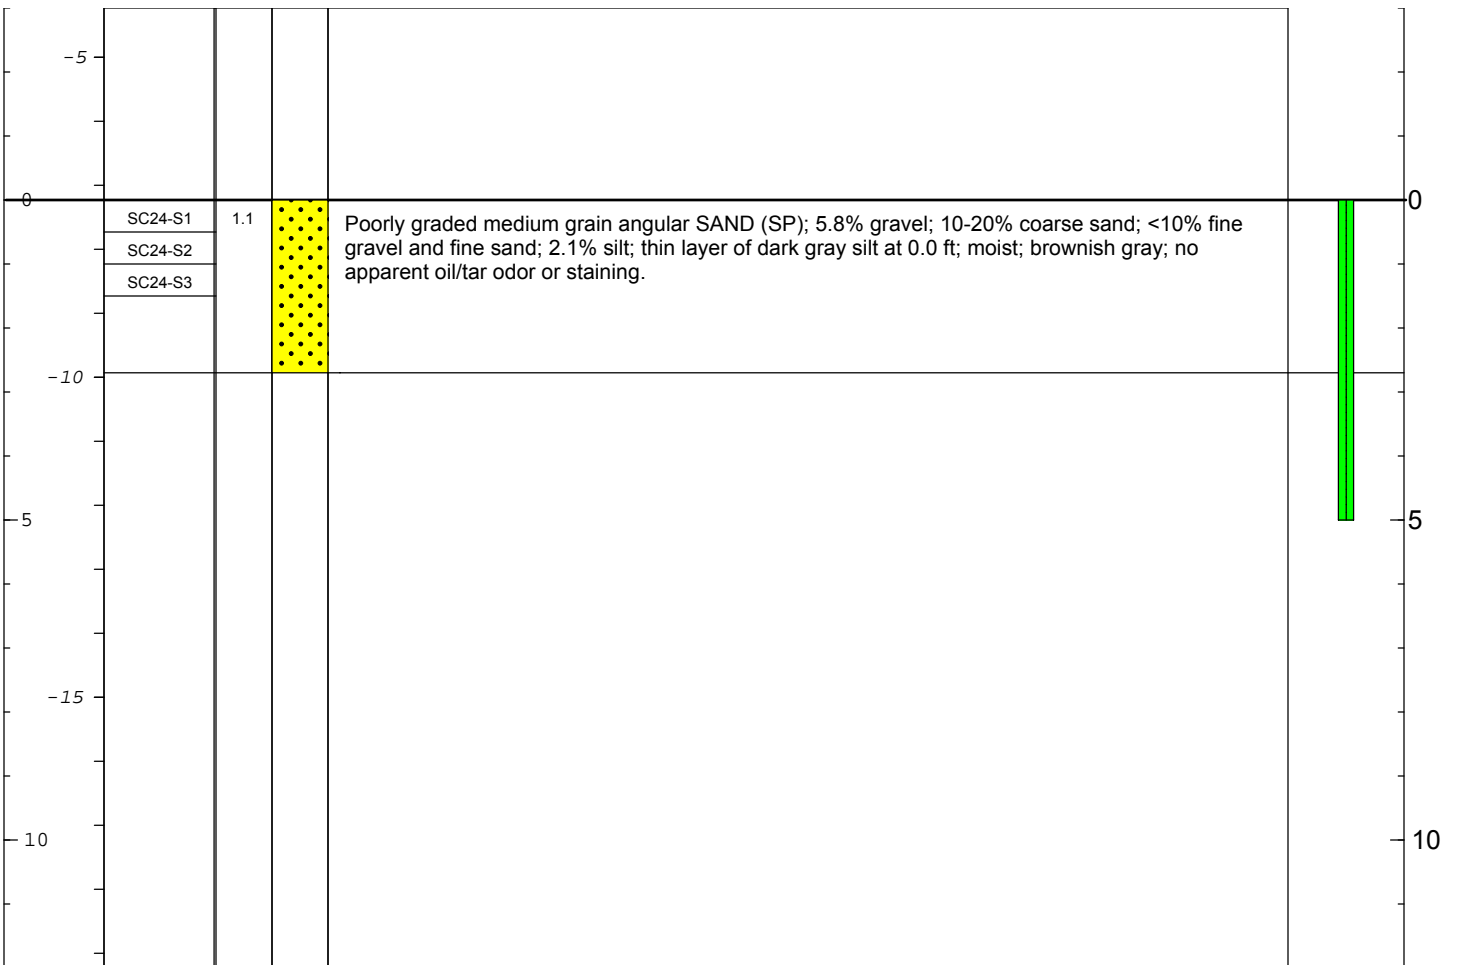 -5
0
0
SC24-S1
1.1
Poorly graded medium grain angular SAND (SP); 5.8% gravel; 10-20% coarse sand; <10% fine
gravel and fine sand; 2.1% silt; thin layer of dark gray silt at 0.0 ft; moist; brownish gray; no
apparent oil/tar odor or staining.
SC24-S2
SC24-S3
-10
5
5
-15
10
10